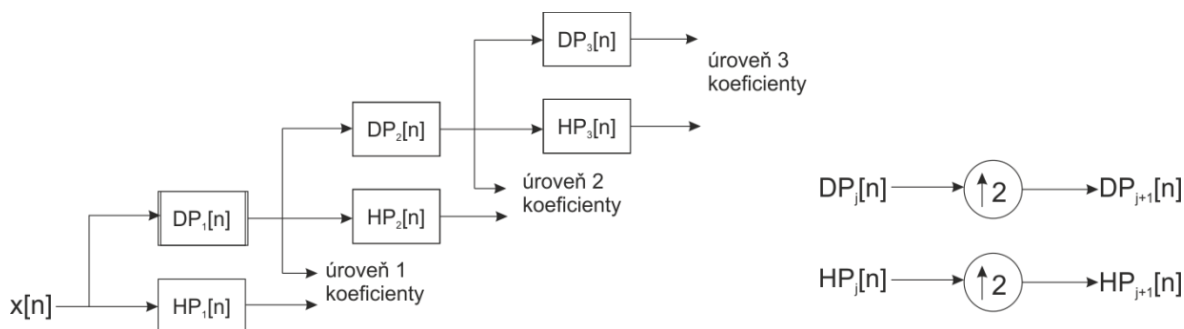 DP₃[n]
úroveň 3
koeficienty
DP₂[n]
HP₃[n]
úroveň 2
koeficienty
DP₁[n]
HP₂[n]
úroveň 1
koeficienty
x[n]
HP₁[n]
DPⱼ[n] ↑2 DPⱼ₊₁[n]
HPⱼ[n] ↑2 HPⱼ₊₁[n]